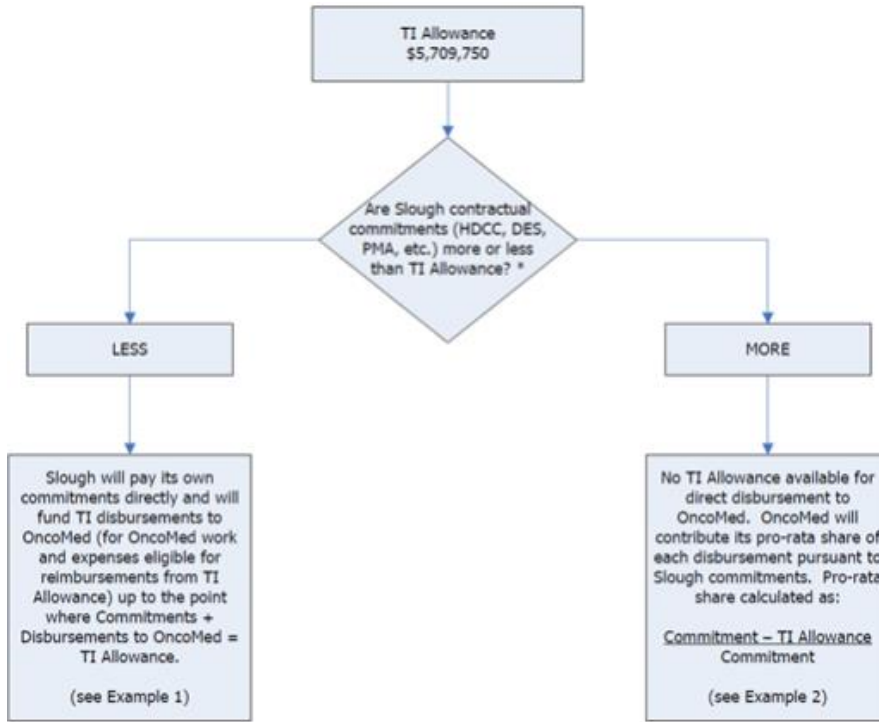 TI Allowance
$5,709,750
Are Slough contractual
commitments (HDCC, DES,
PMA, etc.) more or less
than TI Allowance? *
LESS
MORE
Slough will pay its own
commitments directly and will
fund TI disbursements to
OncoMed (for OncoMed work
and expenses eligible for
reimbursements from TI
Allowance) up to the point
where Commitments +
Disbursements to OncoMed =
TI Allowance.
(see Example 1)
No TI Allowance available for
direct disbursement to
OncoMed. OncoMed will
contribute its pro-rata share of
each disbursement pursuant to
Slough commitments. Pro-rata
share calculated as:
Commitment – TI Allowance
Commitment
(see Example 2)